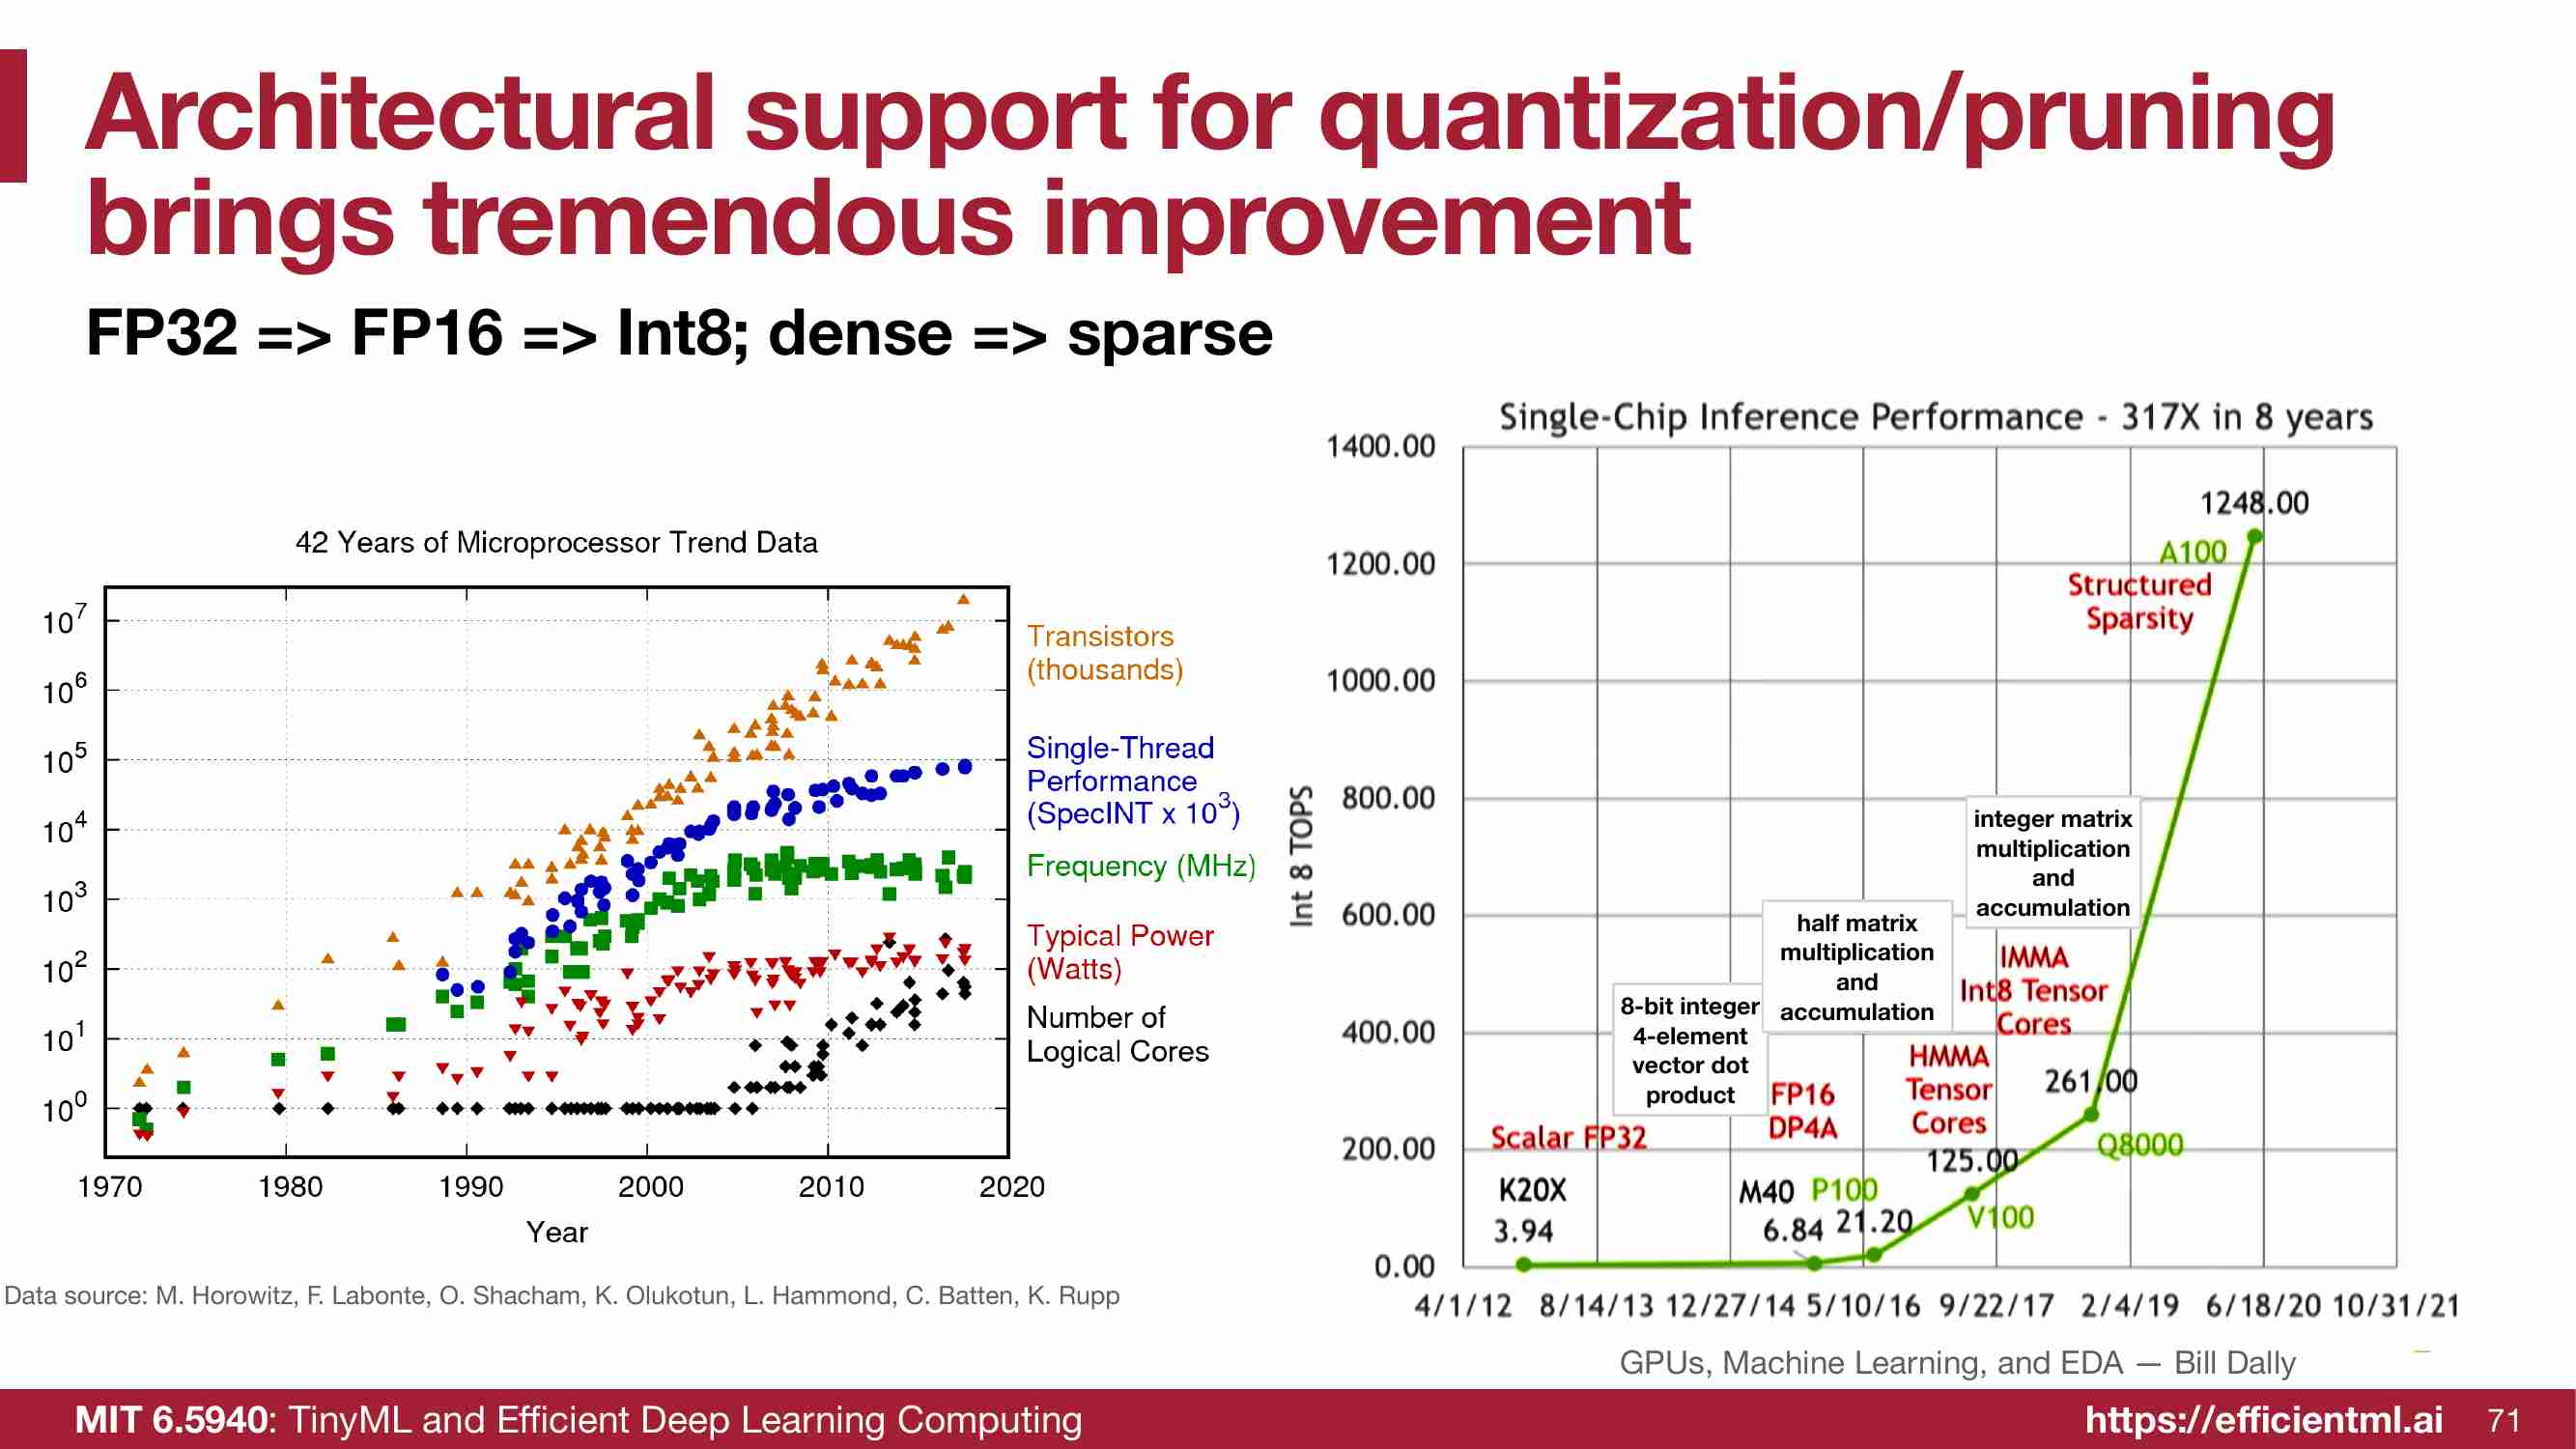 Architectural support for quantization/pruning
brings tremendous improvement
FP32 => FP16 => Int8; dense => sparse
42 Years of Microprocessor Trend Data
10^7
10^6
10^5
10^4
10^3
10^2
10^1
10^0
1970 1980 1990 2000 2010 2020
Year
Transistors
(thousands)
Single-Thread
Performance
(SpecINT x 10^3)
Frequency (MHz)
Typical Power
(Watts)
Number of
Logical Cores
Data source: M. Horowitz, F. Labonte, O. Shacham, K. Olukotun, L. Hammond, C. Batten, K. Rupp
Single-Chip Inference Performance - 317X in 8 years
Int 8 TOPS
1400.00
1200.00
1000.00
800.00
600.00
400.00
200.00
0.00
4/1/12 8/14/13 12/27/14 5/10/16 9/22/17 2/4/19 6/18/20 10/31/21
Scalar FP32
K20X
3.94
8-bit integer
4-element
vector dot
product
M40
6.84
FP16
DP4A
P100
21.20
half matrix
multiplication
and
accumulation
HMMA
Tensor
Cores
125.00
V100
integer matrix
multiplication
and
accumulation
IMMA
Int8 Tensor
Cores
261.00
Q8000
1248.00
A100
Structured
Sparsity
GPUs, Machine Learning, and EDA — Bill Dally
MIT 6.5940: TinyML and Efficient Deep Learning Computing
https://efficientml.ai
71